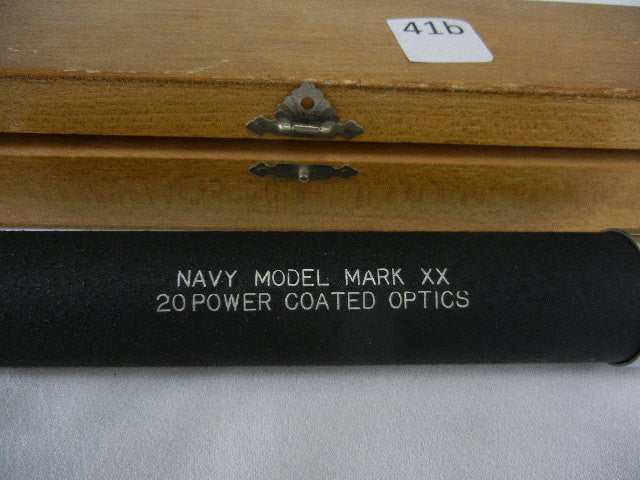 41b
NAVY MODEL MARK XX
20 POWER COATED OPTICS